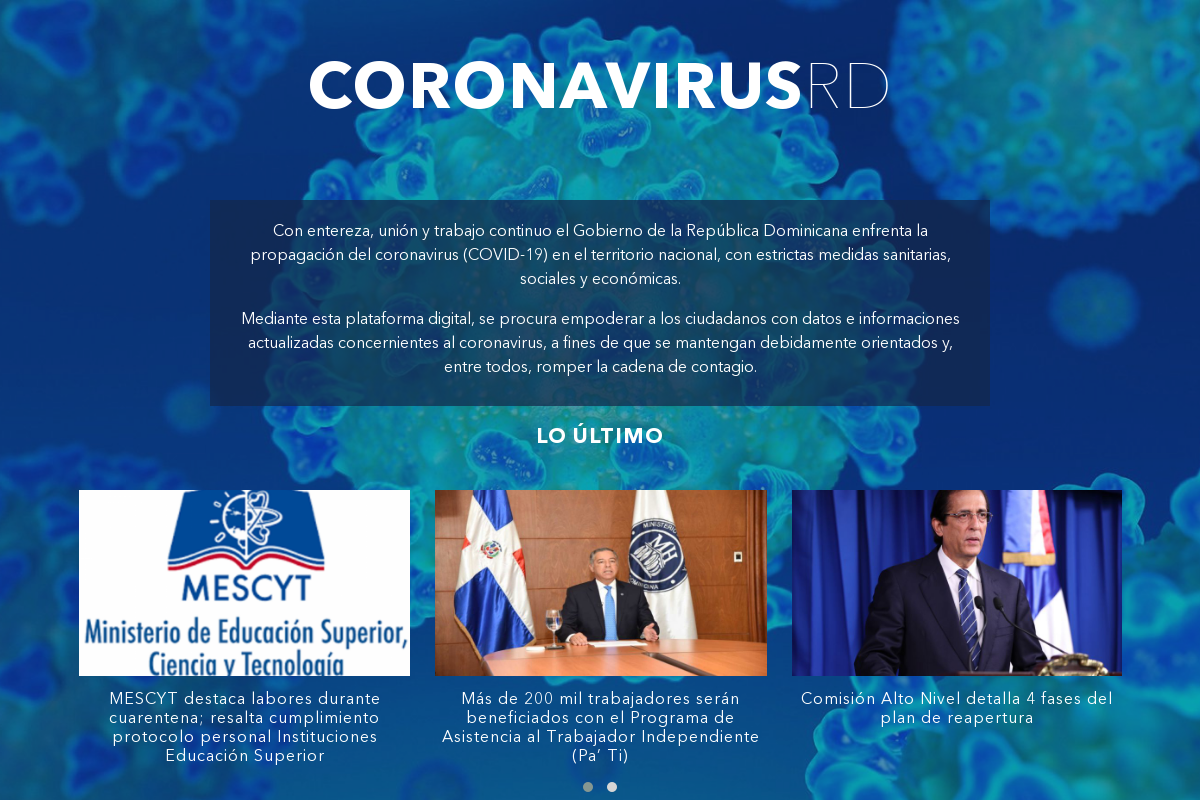 CORONAVIRUSRD
Con entereza, unión y trabajo continuo el Gobierno de la República Dominicana enfrenta la
propagación del coronavirus (COVID-19) en el territorio nacional, con estrictas medidas sanitarias,
sociales y económicas.
Mediante esta plataforma digital, se procura empoderar a los ciudadanos con datos e informaciones
actualizadas concernientes al coronavirus, a fines de que se mantengan debidamente orientados y,
entre todos, romper la cadena de contagio.
LO ÚLTIMO
MESCYT
Ministerio de Educación Superior,
Ciencia y Tecnología
MINISTERIO
MH
MESCYT destaca labores durante
cuarentena; resalta cumplimiento
protocolo personal Instituciones
Educación Superior
Más de 200 mil trabajadores serán
beneficiados con el Programa de
Asistencia al Trabajador Independiente
(Pa’ Ti)
Comisión Alto Nivel detalla 4 fases del
plan de reapertura